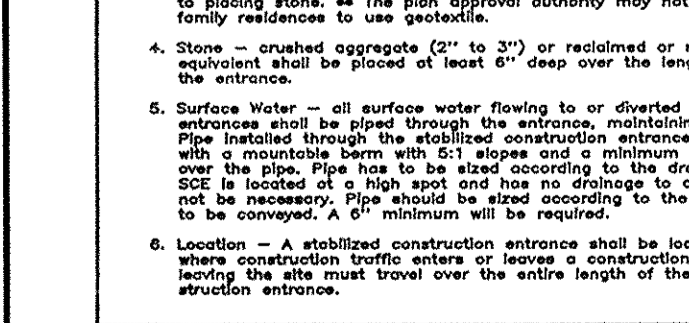 to placing stone. ** The plan approval authority may not
family residences to use geotextile.
4. Stone – crushed aggregate (2" to 3") or reclaimed or
equivalent shall be placed at least 6" deep over the
the entrance.
5. Surface Water – all surface water flowing to or diverted
entrances shall be piped through the entrance,
Pipe installed through the stabilized construction entrance
with a mountable berm with 5:1 slopes and a minimum
over the pipe. Pipe has to be sized according to the
SCE is located at a high spot and has no drainage to
not be necessary. Pipe should be sized according to the
to be conveyed. A 6" minimum will be required.
6. Location – A stabilized construction entrance shall be
where construction traffic enters or leaves a construction
leaving the site must travel over the entire length of the
struction entrance.